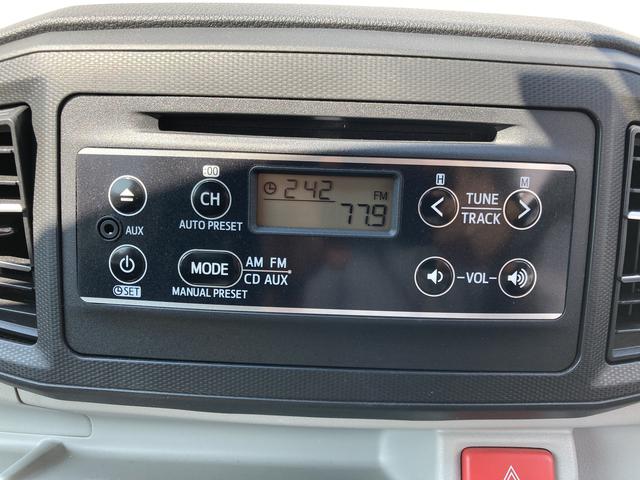 :00
CH
AUTO PRESET
AUX
SET
MODE
AM FM
CD AUX
MANUAL PRESET
2:42
FM
77.9
H
M
TUNE
TRACK
VOL